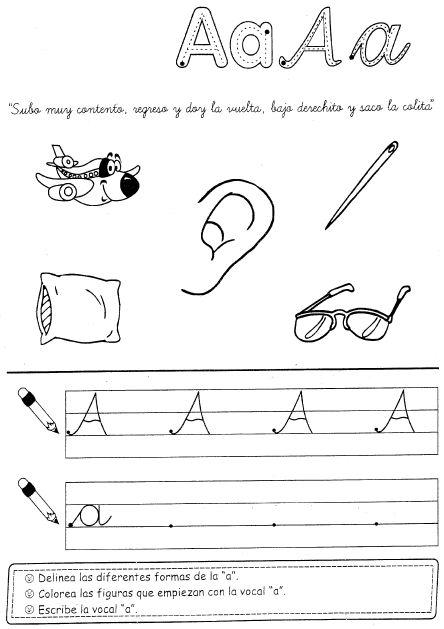 A a A a
"Subo muy contento, regreso y doy la vuelta, bajo derechito y saco la colita"
A A A A
a
Delinea las diferentes formas de la "a".
Colorea las figuras que empiezan con la vocal "a".
Escribe la vocal "a".